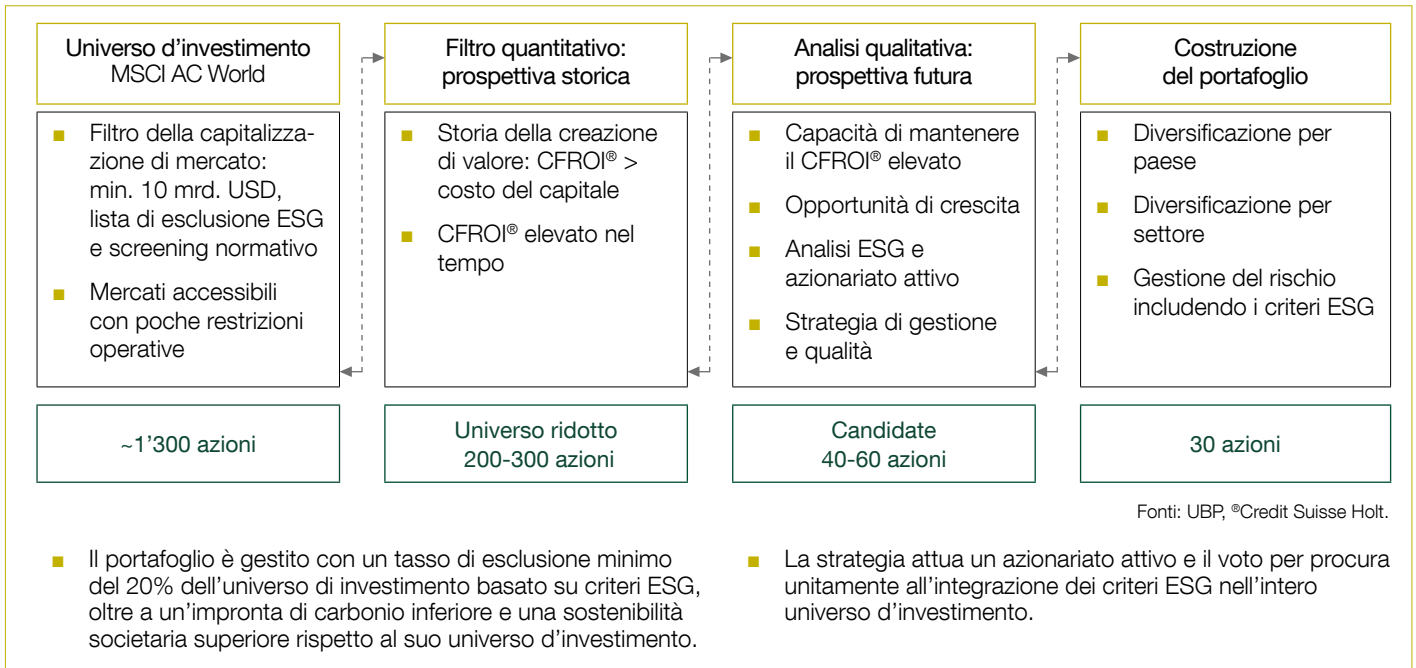 Universo d’investimento
MSCI AC World
■ Filtro della capitalizza-
zione di mercato:
min. 10 mrd. USD,
lista di esclusione ESG
e screening normativo
■ Mercati accessibili
con poche restrizioni
operative
~1’300 azioni
Filtro quantitativo:
prospettiva storica
■ Storia della creazione
di valore: CFROI® >
costo del capitale
■ CFROI® elevato nel
tempo
Universo ridotto
200-300 azioni
Analisi qualitativa:
prospettiva futura
■ Capacità di mantenere
il CFROI® elevato
■ Opportunità di crescita
■ Analisi ESG e
azionariato attivo
■ Strategia di gestione
e qualità
Candidate
40-60 azioni
Costruzione
del portafoglio
■ Diversificazione per
paese
■ Diversificazione per
settore
■ Gestione del rischio
includendo i criteri ESG
30 azioni
Fonti: UBP, ®Credit Suisse Holt.
■ Il portafoglio è gestito con un tasso di esclusione minimo
del 20% dell’universo di investimento basato su criteri ESG,
oltre a un’impronta di carbonio inferiore e una sostenibilità
societaria superiore rispetto al suo universo d’investimento.
■ La strategia attua un azionariato attivo e il voto per procura
unitamente all’integrazione dei criteri ESG nell’intero
universo d’investimento.